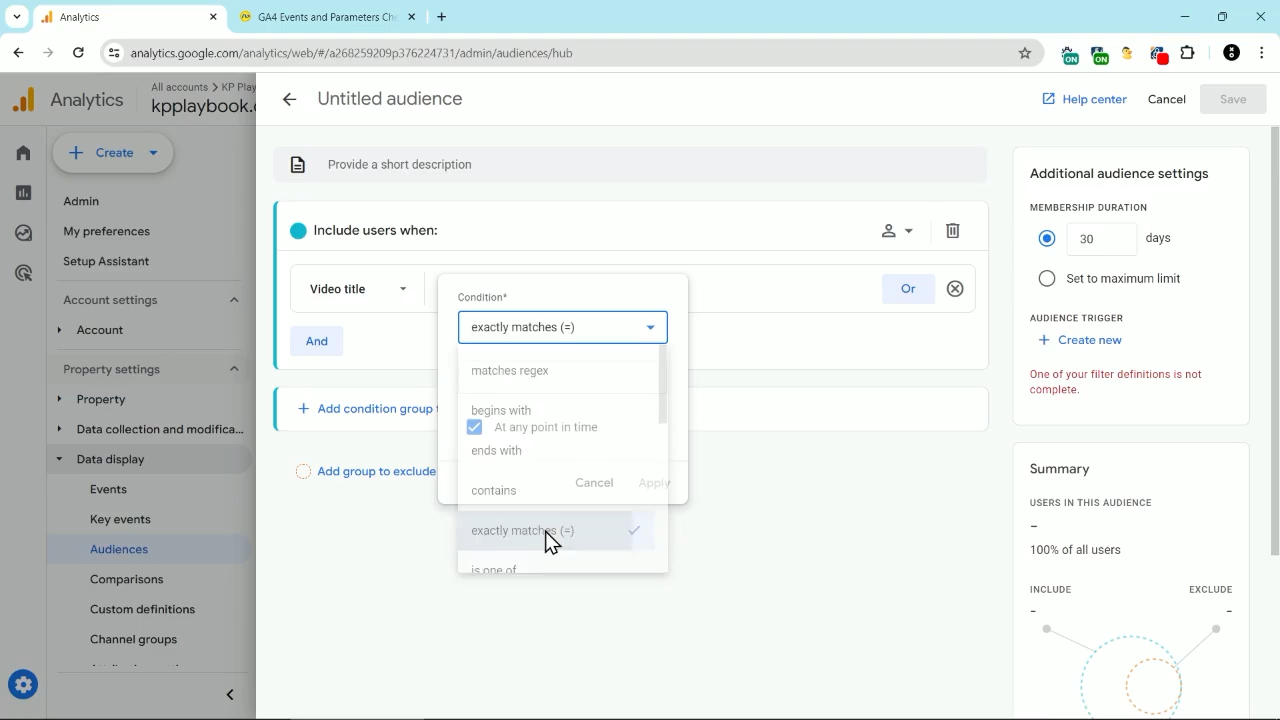 Analytics
GA4 Events and Parameters Che
analytics.google.com/analytics/web/#/a268259209p376224731/admin/audiences/hub
ON
ON
Analytics
All accounts > KP Play
kpplaybook.c
Untitled audience
Help center
Cancel
Save
Create
Admin
My preferences
Setup Assistant
Account settings
Account
Property settings
Property
Data collection and modifica...
Data display
Events
Key events
Audiences
Comparisons
Custom definitions
Channel groups
Provide a short description
Include users when:
Video title
Or
And
Add condition group t
Add group to exclude
Condition*
exactly matches (=)
matches regex
begins with
At any point in time
ends with
contains
Cancel
Apply
exactly matches (=)
is one of
Additional audience settings
MEMBERSHIP DURATION
30 days
Set to maximum limit
AUDIENCE TRIGGER
Create new
One of your filter definitions is not
complete.
Summary
USERS IN THIS AUDIENCE
-
100% of all users
INCLUDE EXCLUDE
- -